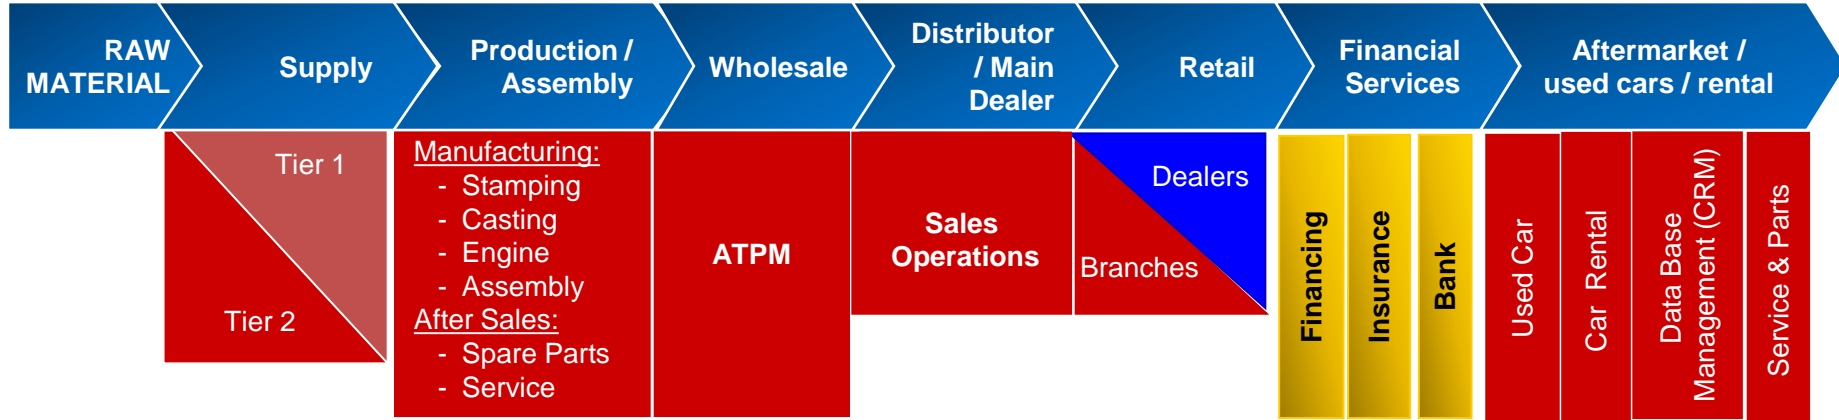 RAW
MATERIAL
Supply
Production /
Assembly
Wholesale
Distributor
/ Main
Dealer
Retail
Financial
Services
Aftermarket /
used cars / rental
Tier 1
Tier 2
Manufacturing:
- Stamping
- Casting
- Engine
- Assembly
After Sales:
- Spare Parts
- Service
ATPM
Sales
Operations
Dealers
Branches
Financing
Insurance
Bank
Used Car
Car Rental
Data Base
Management (CRM)
Service & Parts